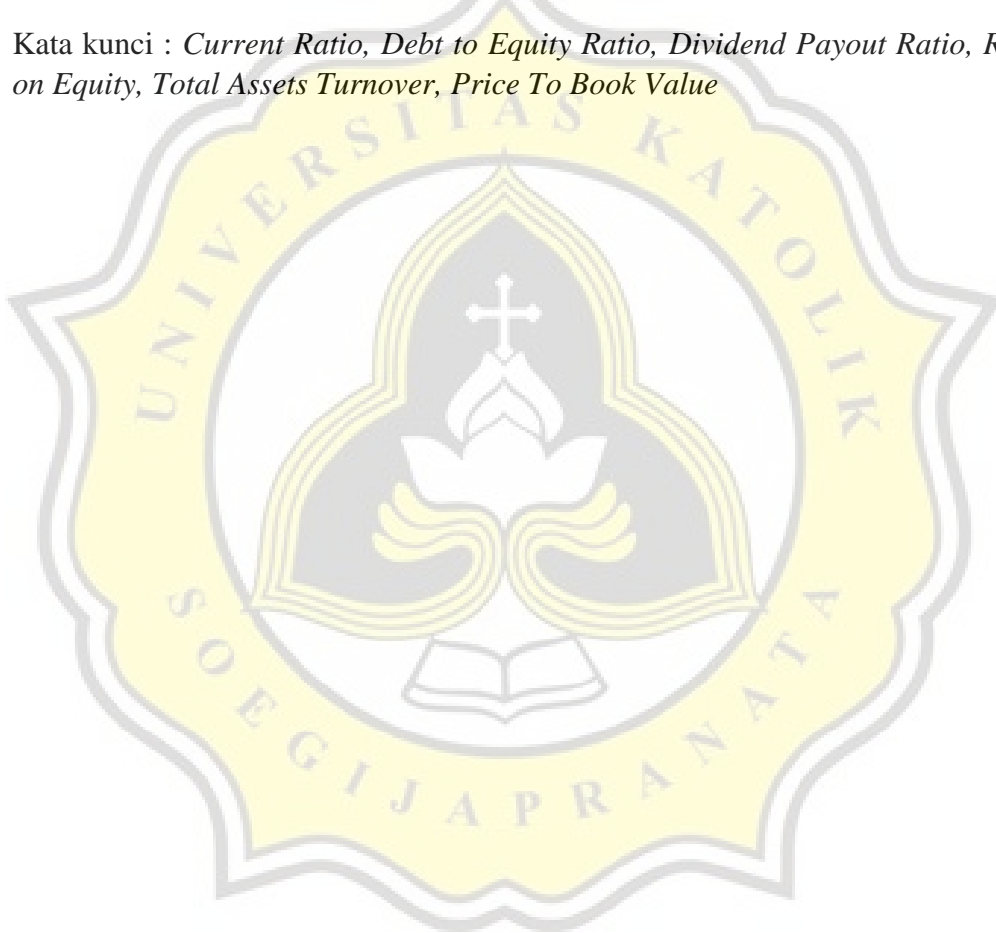 Kata kunci : Current Ratio, Debt to Equity Ratio, Dividend Payout Ratio,
on Equity, Total Assets Turnover, Price To Book Value
UNIVERSITAS KATOLIK
SOEGIJAPRANATA